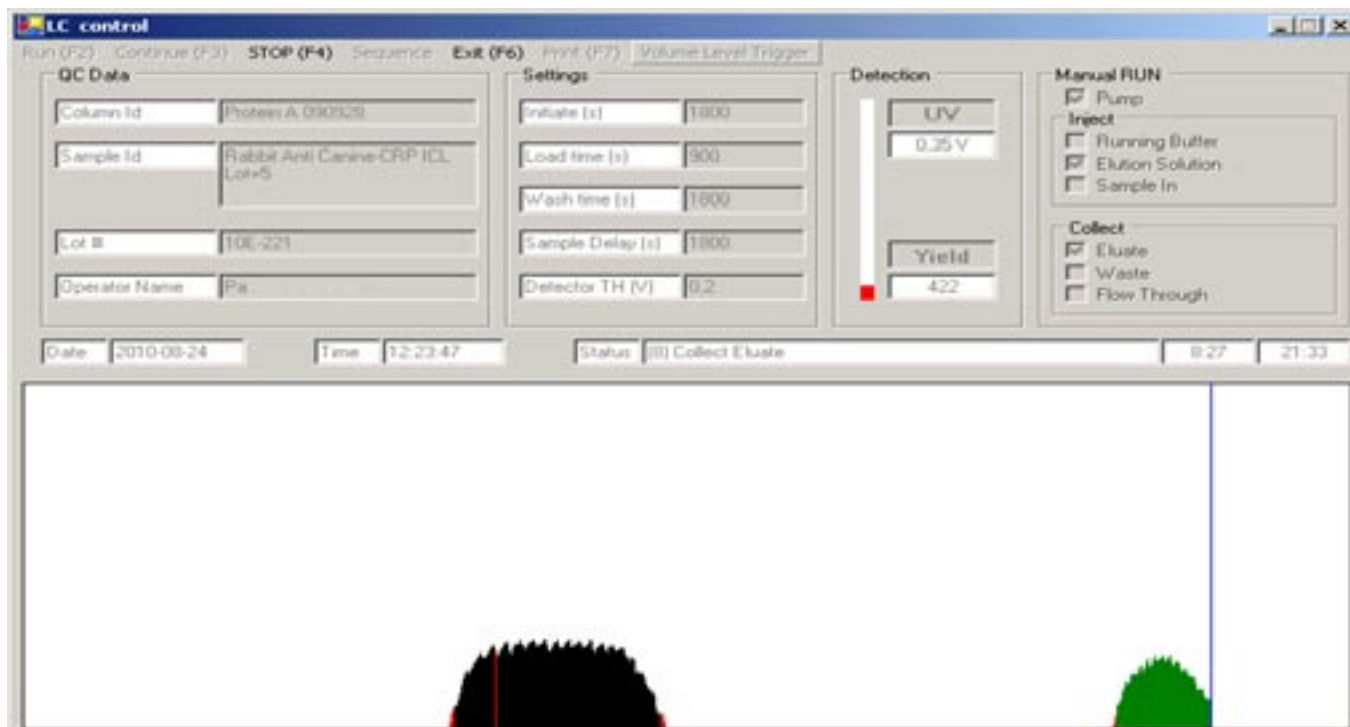 LC control
Run (F2) Continue (F3) STOP (F4) Sequence Exit (F6) Print (F7) Volume Level Trigger
QC Data
Column Id Protein A 090928
Sample Id Rabbit Anti Canine-CRP ICL
Lot=5
Lot # 10E-221
Operator Name Pa
Settings
Initiate (s) 1800
Load time (s) 900
Wash time (s) 1800
Sample Delay (s) 1800
Detector TH (V) 0,2
Detection
UV
0,35 V
Yield
422
Manual RUN
Pump
Inject
Running Buffer
Elution Solution
Sample In
Collect
Eluate
Waste
Flow Through
Date 2010-08-24 Time 12:23:47 Status (8) Collect Eluate 8:27 21:33